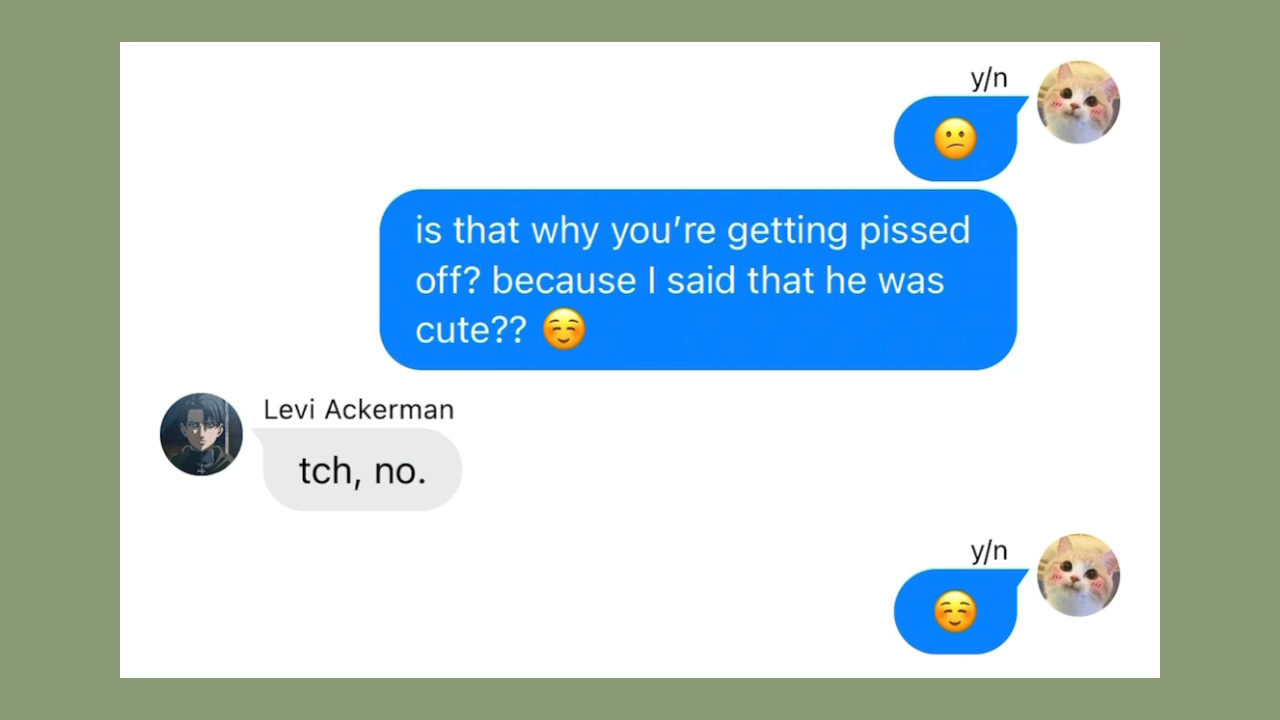 y/n
😕
is that why you’re getting pissed
off? because I said that he was
cute?? ☺️
Levi Ackerman
tch, no.
y/n
☺️